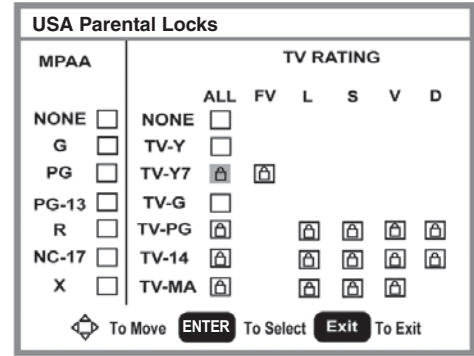 USA Parental Locks
MPAA TV RATING
ALL FV L S V D
NONE NONE
G TV-Y
PG TV-Y7
PG-13 TV-G
R TV-PG
NC-17 TV-14
X TV-MA
To Move ENTER To Select Exit To Exit